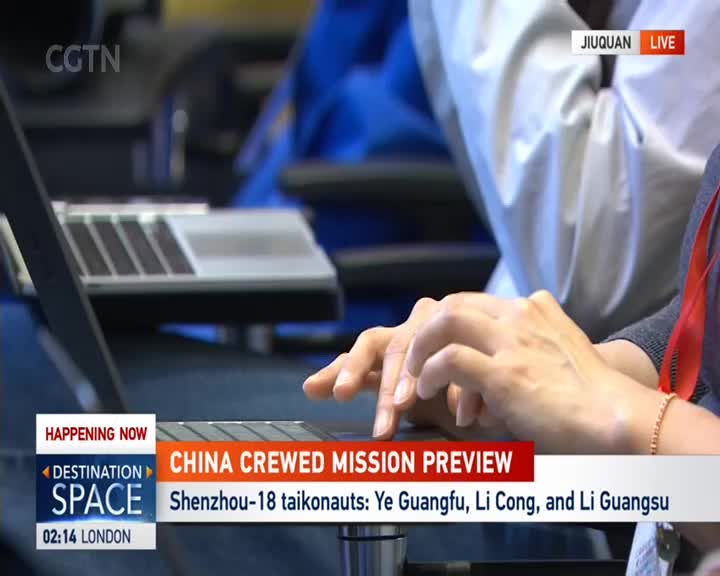 CGTN
JIUQUAN LIVE
HAPPENING NOW
CHINA CREWED MISSION PREVIEW
DESTINATION
SPACE
Shenzhou-18 taikonauts: Ye Guangfu, Li Cong, and Li Guangsu
02:14 LONDON